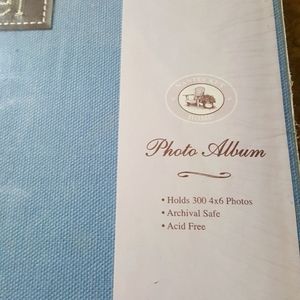 Photo Album
• Holds 300 4x6 Photos
• Archival Safe
• Acid Free